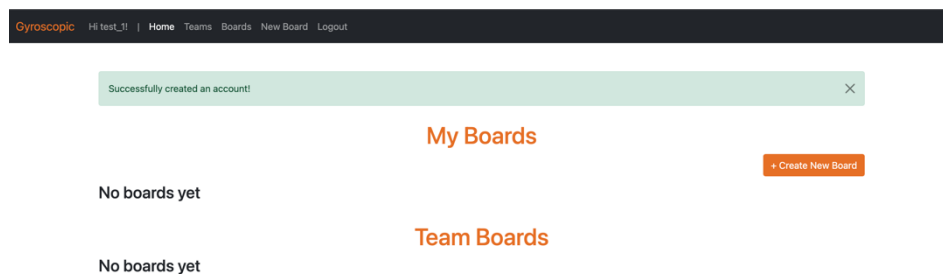 Gyroscopic Hi test_1! | Home Teams Boards New Board Logout
Successfully created an account!
My Boards
+ Create New Board
No boards yet
Team Boards
No boards yet